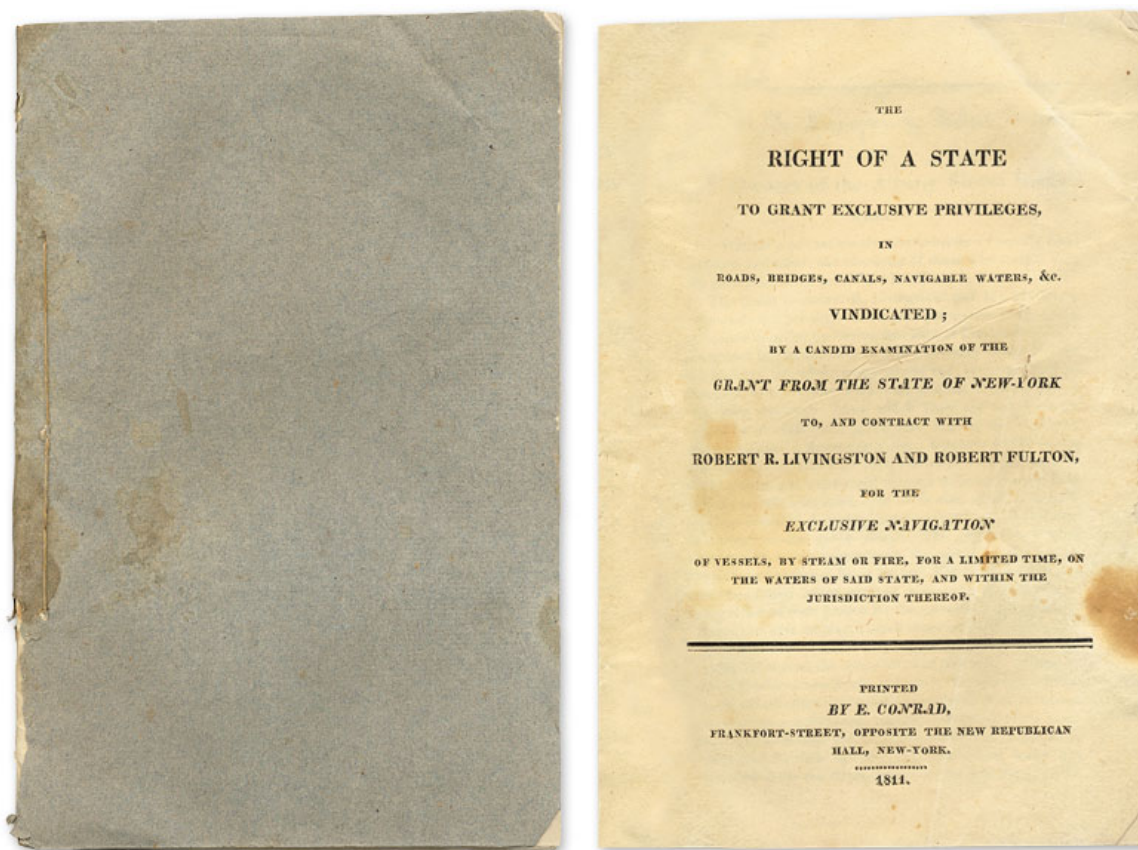 THE
RIGHT OF A STATE
TO GRANT EXCLUSIVE PRIVILEGES,
IN
ROADS, BRIDGES, CANALS, NAVIGABLE WATERS, &c.
VINDICATED;
BY A CANDID EXAMINATION OF THE
GRANT FROM THE STATE OF NEW-YORK
TO, AND CONTRACT WITH
ROBERT R. LIVINGSTON AND ROBERT FULTON,
FOR THE
EXCLUSIVE NAVIGATION
OF VESSELS, BY STEAM OR FIRE, FOR A LIMITED TIME, ON
THE WATERS OF SAID STATE, AND WITHIN THE
JURISDICTION THEREOF.
PRINTED
BY E. CONRAD,
FRANKFORT-STREET, OPPOSITE THE NEW REPUBLICAN
HALL, NEW-YORK.
1811.